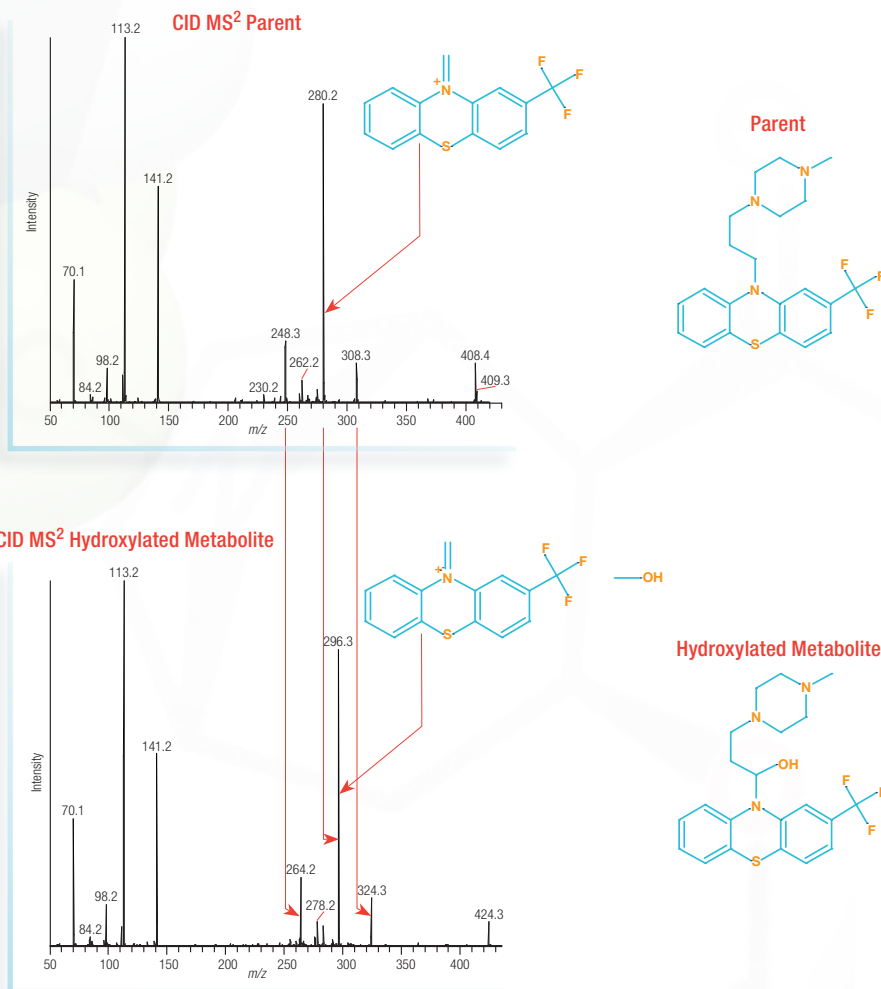 CID MS2 Parent
113.2
280.2
141.2
Intensity
70.1
248.3
262.2
308.3
408.4
409.3
98.2
84.2
230.2
50 100 150 200 250 300 350 400
m/z
N
+
S
F
F
F
Parent
N
N
N
S
F
F
F
CID MS2 Hydroxylated Metabolite
113.2
296.3
141.2
Intensity
70.1
264.2
278.2
324.3
424.3
98.2
84.2
50 100 150 200 250 300 350 400
m/z
N
+
S
F
F
F
OH
Hydroxylated Metabolite
N
N
OH
N
S
F
F
F